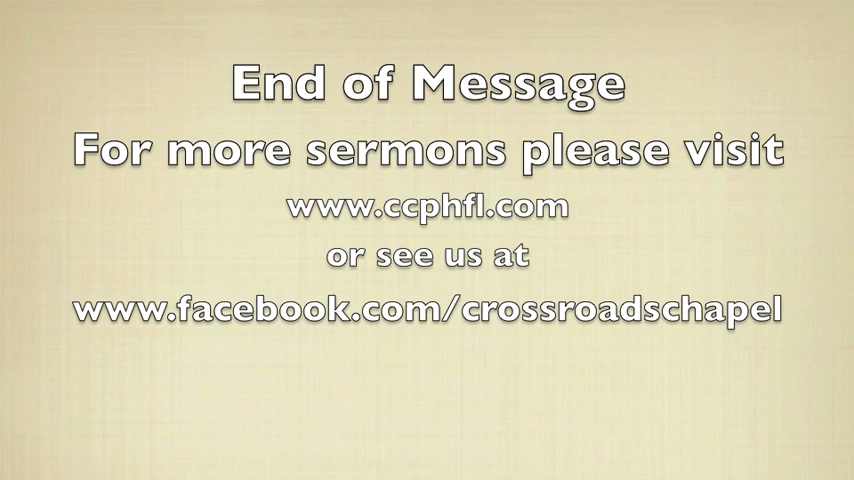 End of Message
For more sermons please visit
www.ccphfl.com
or see us at
www.facebook.com/crossroadschapel